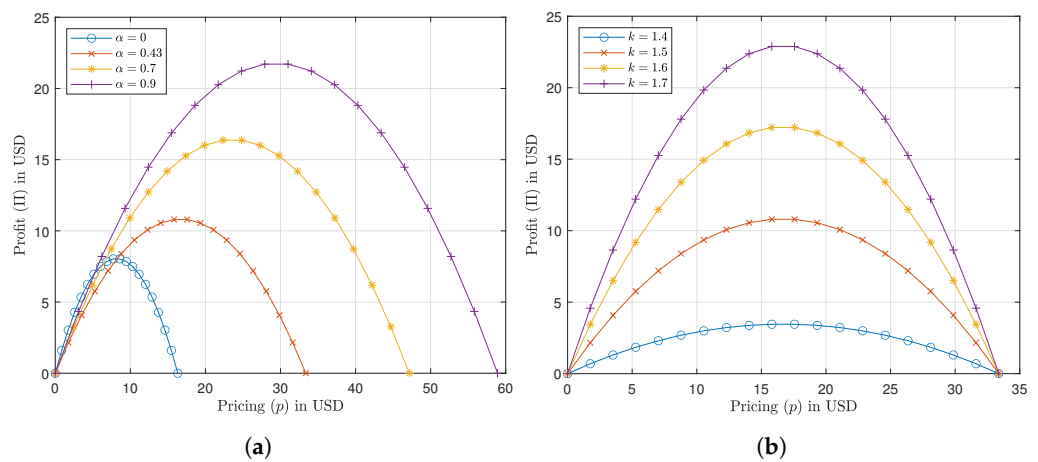 25
20
15
10
5
0
Profit (Π) in USD
α = 0
α = 0.43
α = 0.7
α = 0.9
0 10 20 30 40 50 60
Pricing (p) in USD
(a)
25
20
15
10
5
0
Profit (Π) in USD
k = 1.4
k = 1.5
k = 1.6
k = 1.7
0 5 10 15 20 25 30 35
Pricing (p) in USD
(b)